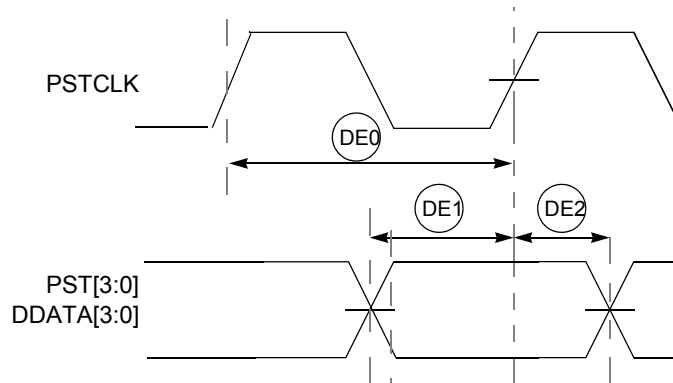 PSTCLK
DE0
DE1
DE2
PST[3:0]
DDATA[3:0]